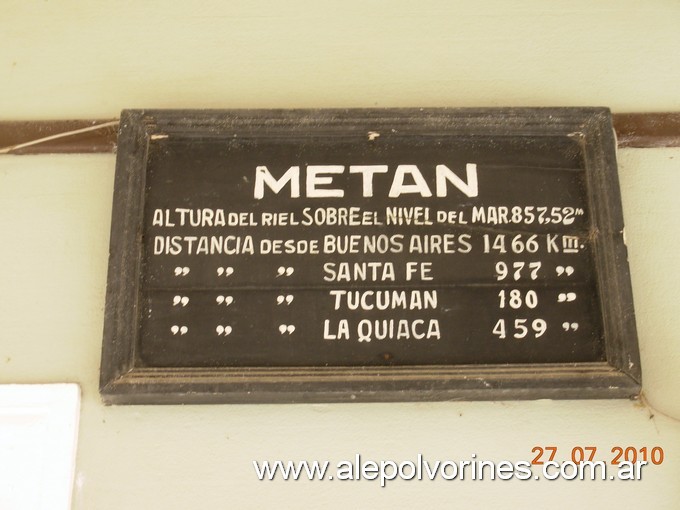 METAN
ALTURA DEL RIEL SOBRE EL NIVEL DEL MAR. 857.52 m
DISTANCIA DESDE BUENOS AIRES 1466 Km.
" " " SANTA FE 977 "
" " " TUCUMAN 180 "
" " " LA QUIACA 459 "
27.07.2010
www.alepolvorines.com.ar